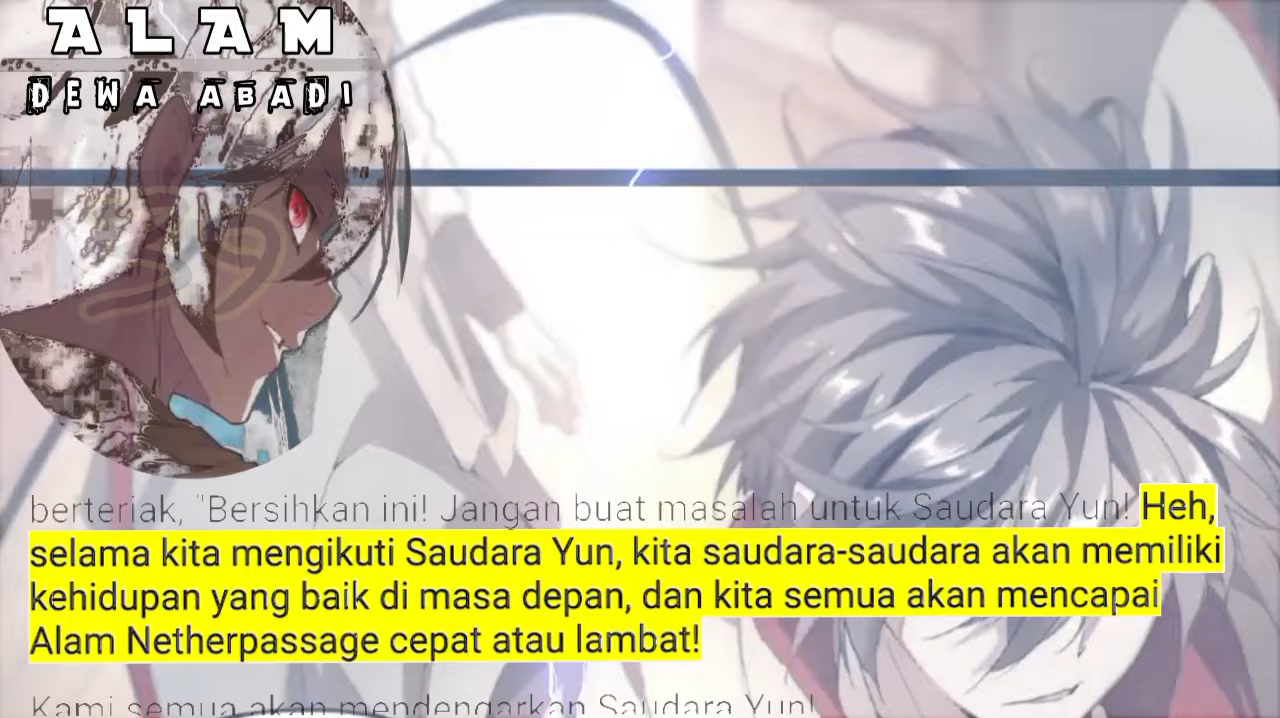 ALAM
DEWA ABADI
berteriak, "Bersihkan ini! Jangan buat masalah untuk Saudara Yun! Heh,
selama kita mengikuti Saudara Yun, kita saudara-saudara akan memiliki
kehidupan yang baik di masa depan, dan kita semua akan mencapai
Alam Netherpassage cepat atau lambat!
Kami semua akan mendengarkan Saudara Yun!